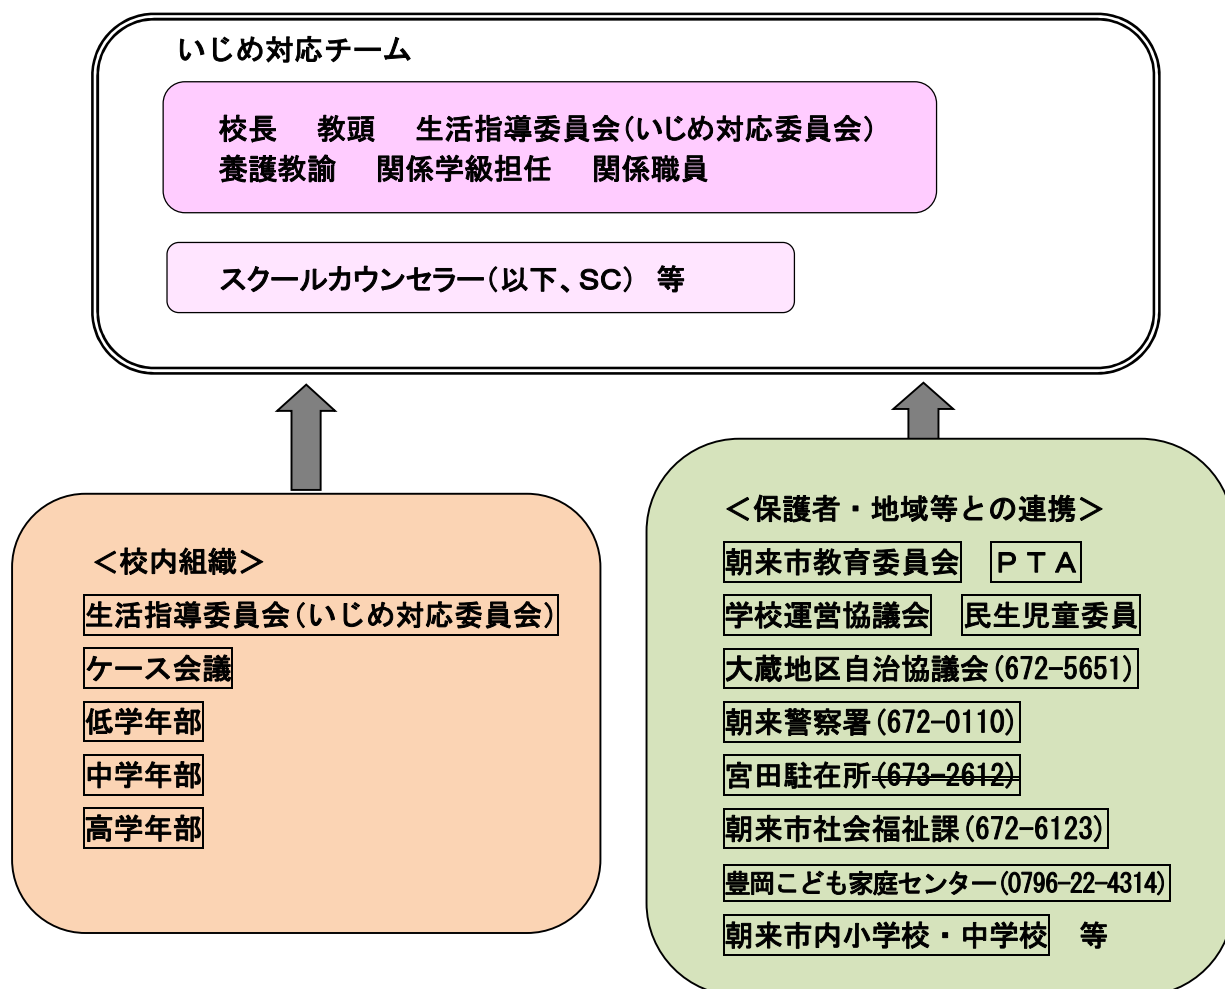 いじめ対応チーム
校長　教頭　生活指導委員会（いじめ対応委員会）
養護教諭　関係学級担任　関係職員
スクールカウンセラー（以下、SC）　等
＜校内組織＞
生活指導委員会（いじめ対応委員会）
ケース会議
低学年部
中学年部
高学年部
＜保護者・地域等との連携＞
朝来市教育委員会　ＰＴＡ
学校運営協議会　民生児童委員
大蔵地区自治協議会(672-5651)
朝来警察署(672-0110)
宮田駐在所(673-2612)
朝来市社会福祉課(672-6123)
豊岡こども家庭センター(0796-22-4314)
朝来市内小学校・中学校　等